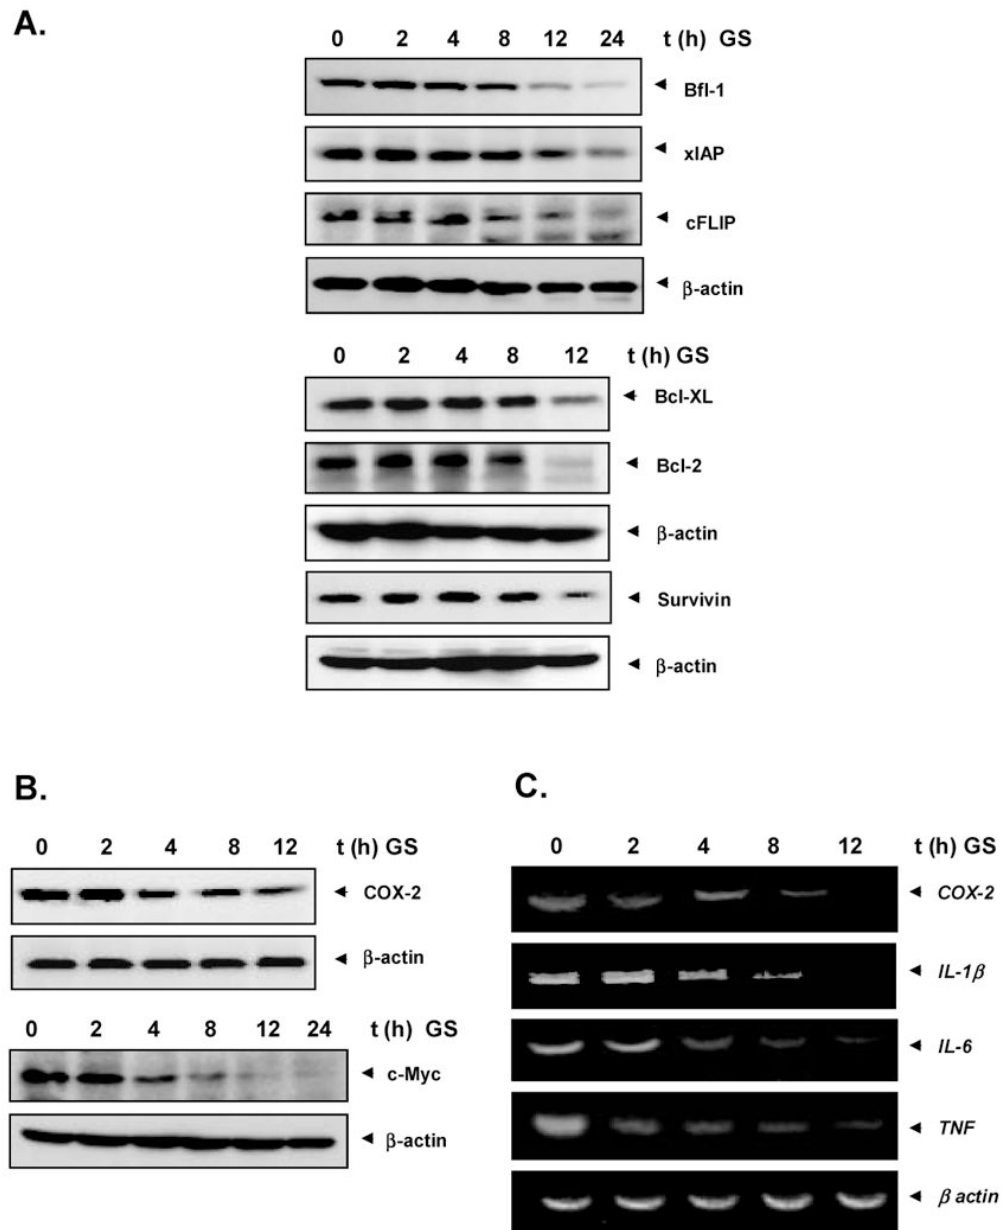 A.
0 2 4 8 12 24 t (h) GS
Bfl-1
xIAP
cFLIP
β-actin
0 2 4 8 12 t (h) GS
Bcl-XL
Bcl-2
β-actin
Survivin
β-actin
B.
0 2 4 8 12 t (h) GS
COX-2
β-actin
0 2 4 8 12 24 t (h) GS
c-Myc
β-actin
C.
0 2 4 8 12 t (h) GS
COX-2
IL-1β
IL-6
TNF
β actin